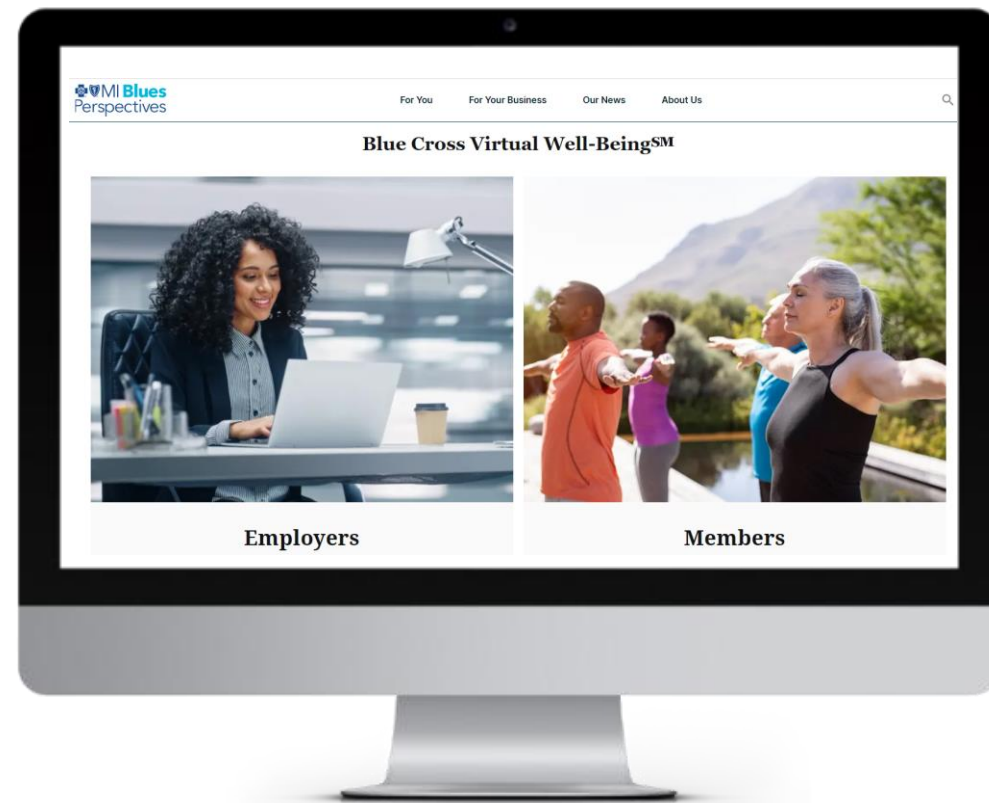 MI Blues
Perspectives
For You
For Your Business
Our News
About Us
Blue Cross Virtual Well-Being℠
Employers
Members